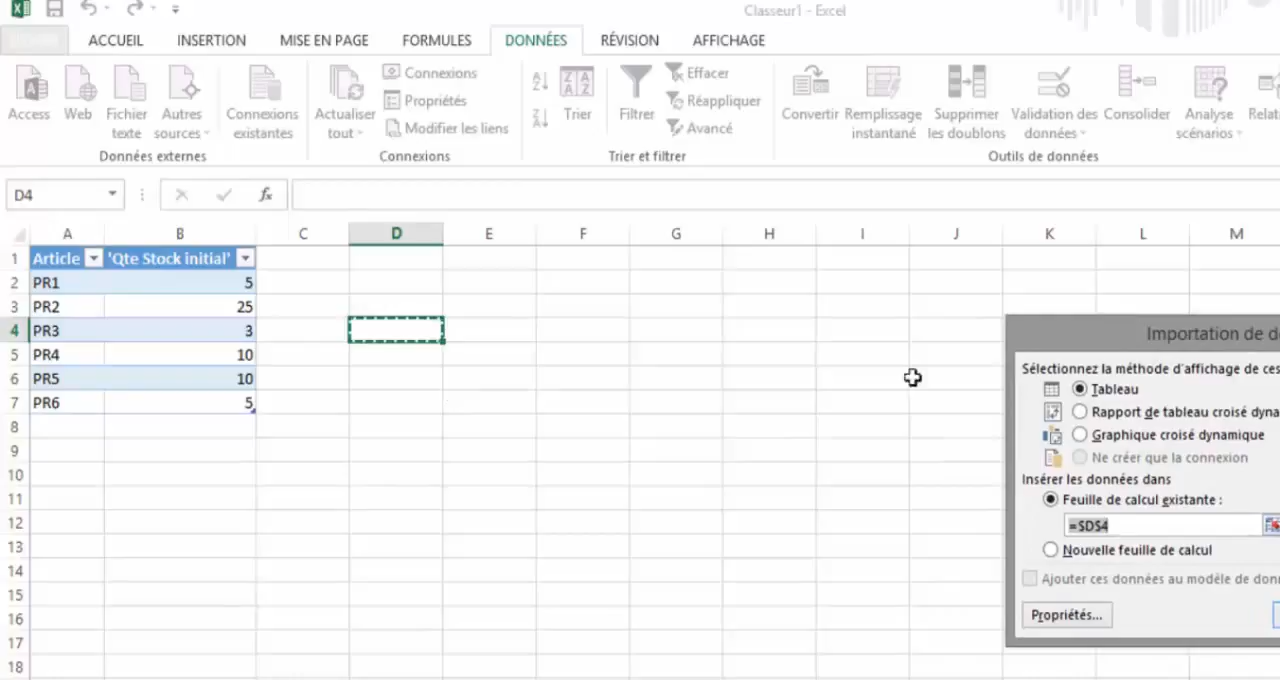 Classeur1 - Excel
ACCUEIL INSERTION MISE EN PAGE FORMULES DONNÉES RÉVISION AFFICHAGE
Access Web Fichier texte Autres sources Connexions existantes
Données externes
Actualiser tout Connexions Propriétés Modifier les liens
Connexions
Trier Filtrer Effacer Réappliquer Avancé
Trier et filtrer
Convertir Remplissage instantané Supprimer les doublons Validation des données Consolider Analyse scénarios
Outils de données
D4 fx
A B C D E F G H I J K L M
1 Article 'Qte Stock initial'
2 PR1 5
3 PR2 25
4 PR3 3
5 PR4 10
6 PR5 10
7 PR6 5
8
9
10
11
12
13
14
15
16
17
18
Importation de d
Sélectionnez la méthode d'affichage de ces
Tableau
Rapport de tableau croisé dyna
Graphique croisé dynamique
Ne créer que la connexion
Insérer les données dans
Feuille de calcul existante :
=$D$4
Nouvelle feuille de calcul
Ajouter ces données au modèle de donn
Propriétés...